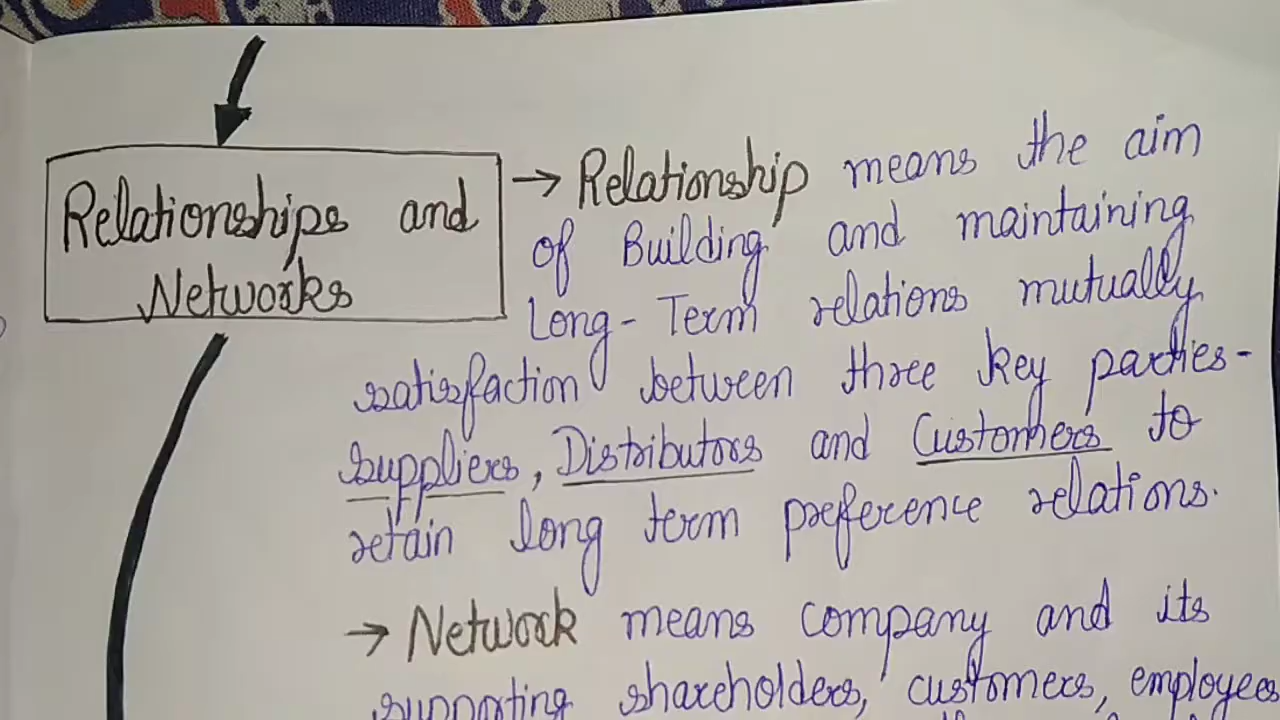 Relationships and
Networks
→ Relationship means the aim
of Building and maintaining
Long-Term relations mutually
satisfaction between three key parties-
suppliers, Distributors and Customers to
retain long term preference relations.
→ Network means company and its
supporting shareholders, customers, employees